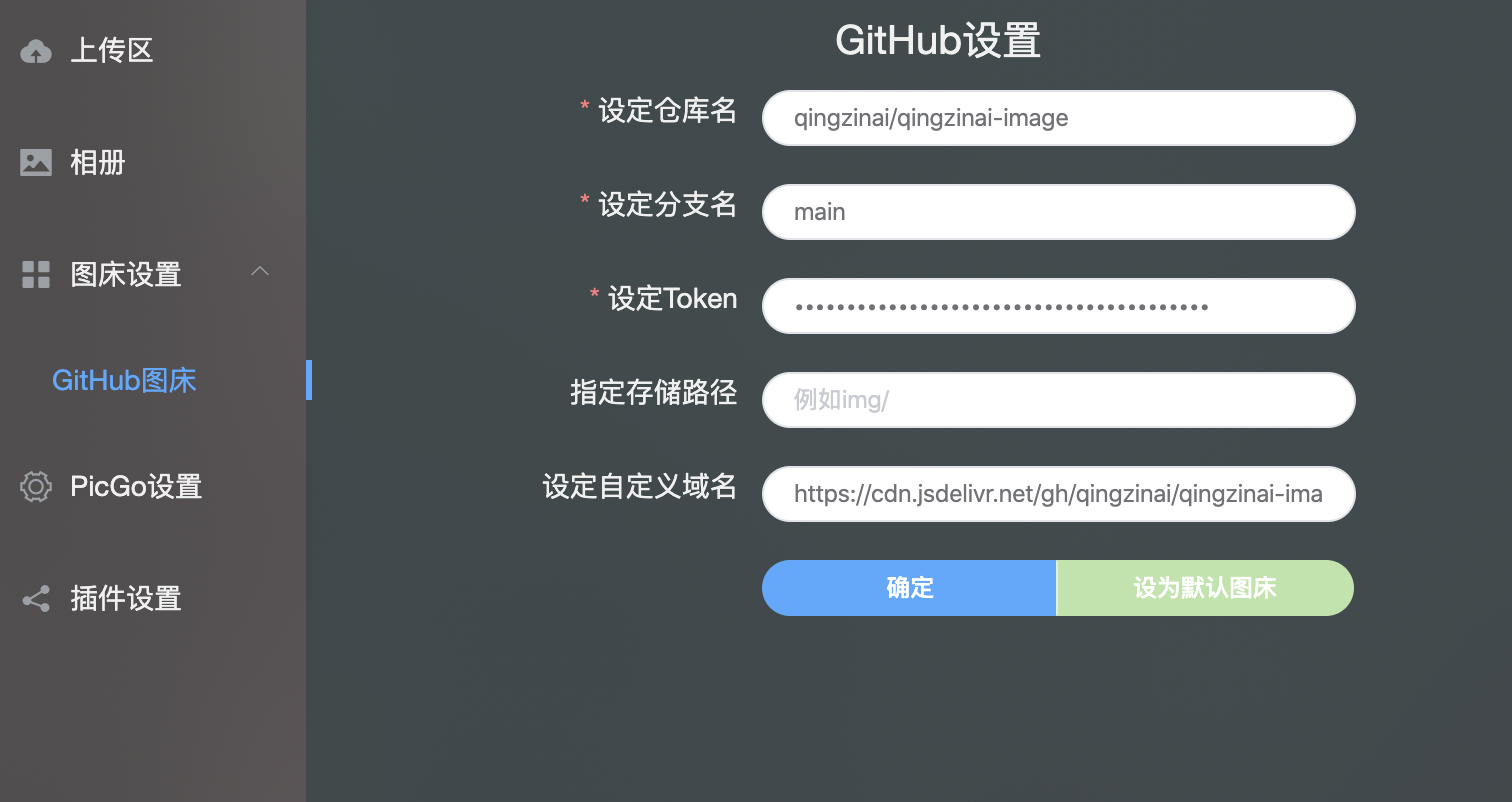 上传区
相册
图床设置
GitHub图床
PicGo设置
插件设置
GitHub设置
* 设定仓库名 qingzinai/qingzinai-image
* 设定分支名 main
* 设定Token ••••••••••••••••••••••••••••••••••••••••
指定存储路径 例如img/
设定自定义域名 https://cdn.jsdelivr.net/gh/qingzinai/qingzinai-ima
确定 设为默认图床